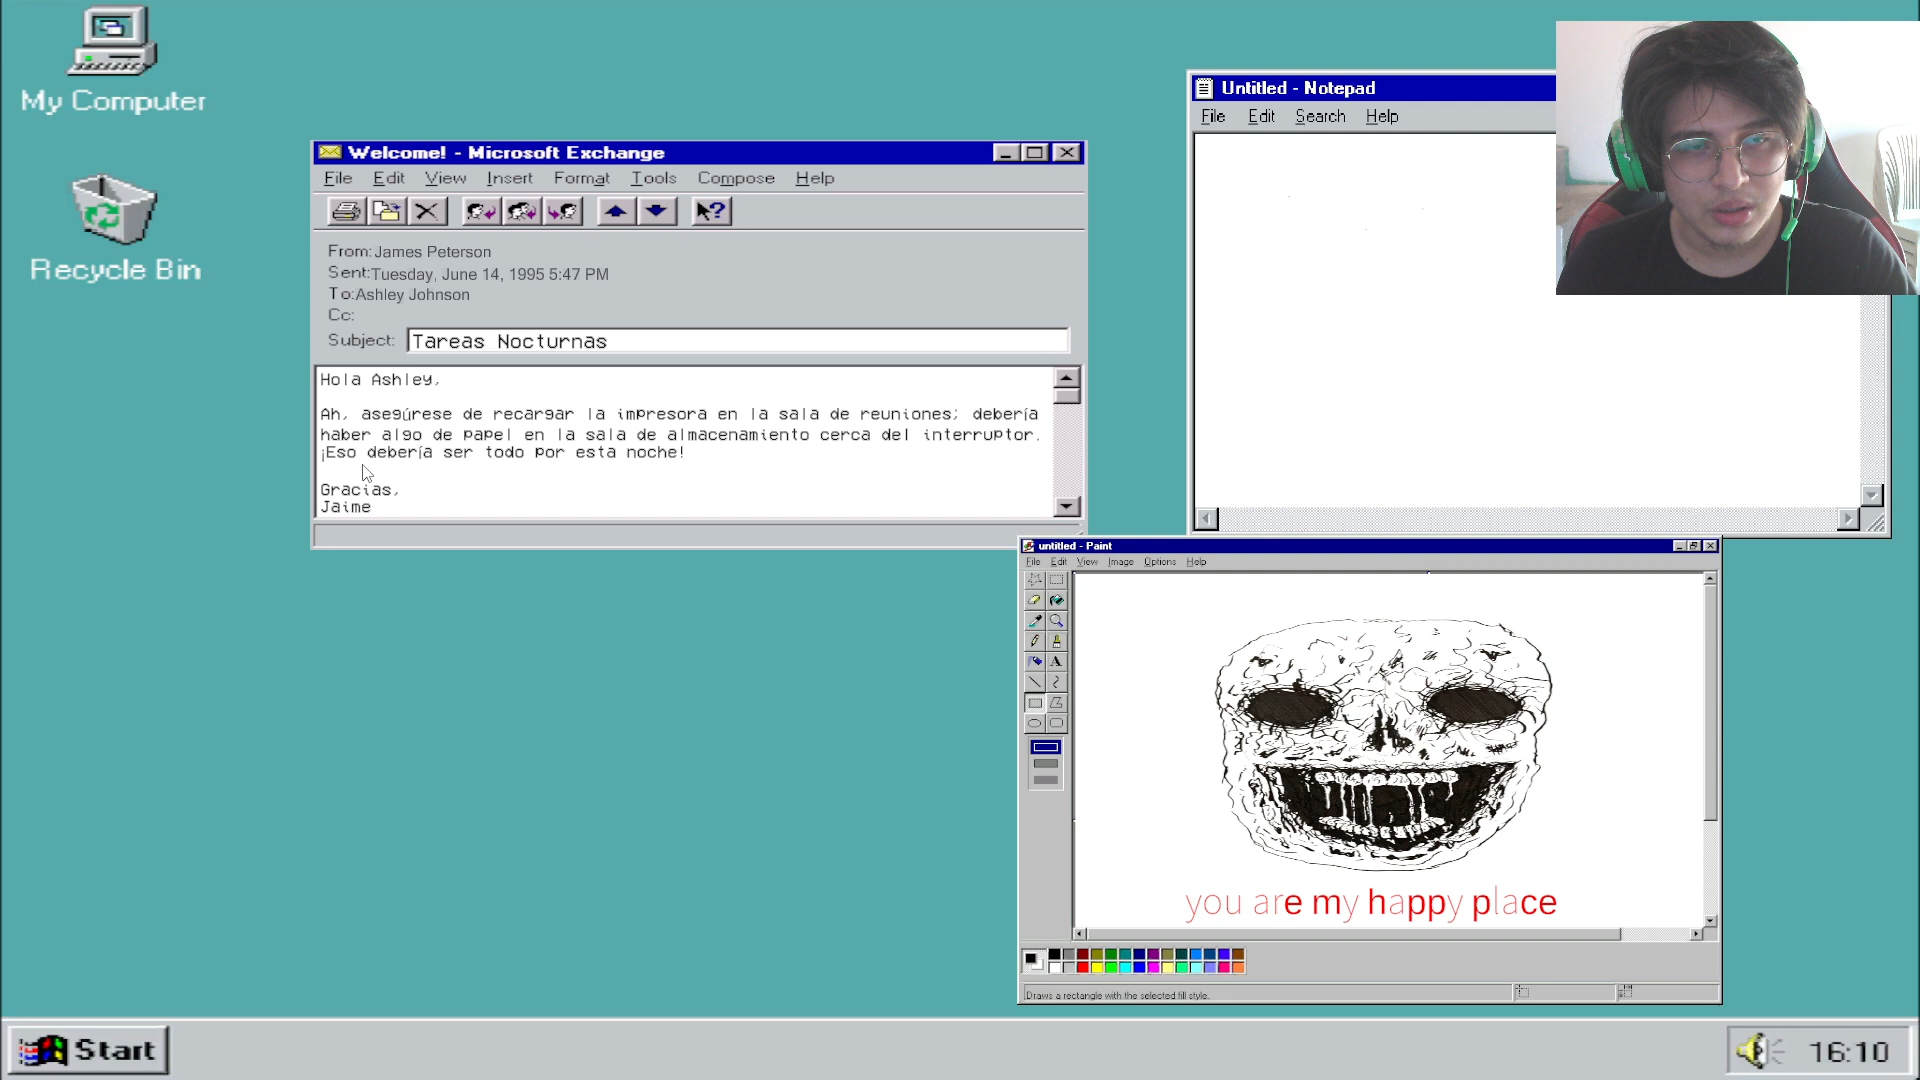 My Computer
Recycle Bin
Welcome! - Microsoft Exchange
File Edit View Insert Format Tools Compose Help
From: James Peterson
Sent: Tuesday, June 14, 1995 5:47 PM
To: Ashley Johnson
Cc:
Subject: Tareas Nocturnas
Hola Ashley,
Ah, asegúrese de recargar la impresora en la sala de reuniones; debería
haber algo de papel en la sala de almacenamiento cerca del interruptor.
¡Eso debería ser todo por esta noche!
Gracias,
Jaime
Untitled - Notepad
File Edit Search Help
untitled - Paint
File Edit View Image Options Help
you are my happy place
Draws a rectangle with the selected fill style.
Start
16:10